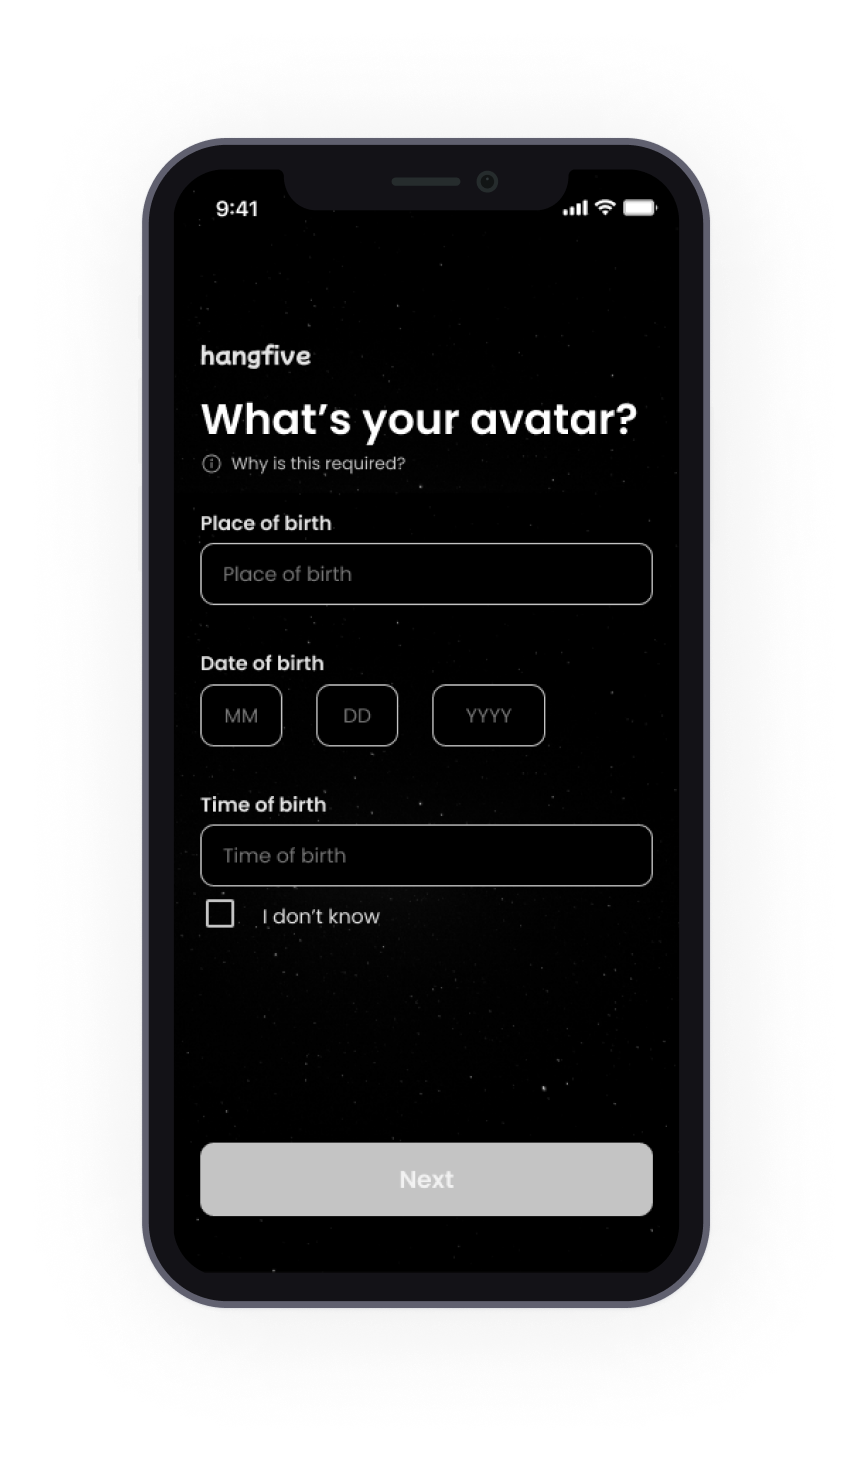 9:41
hangfive
What’s your avatar?
Why is this required?
Place of birth
Place of birth
Date of birth
MM DD YYYY
Time of birth
Time of birth
I don’t know
Next